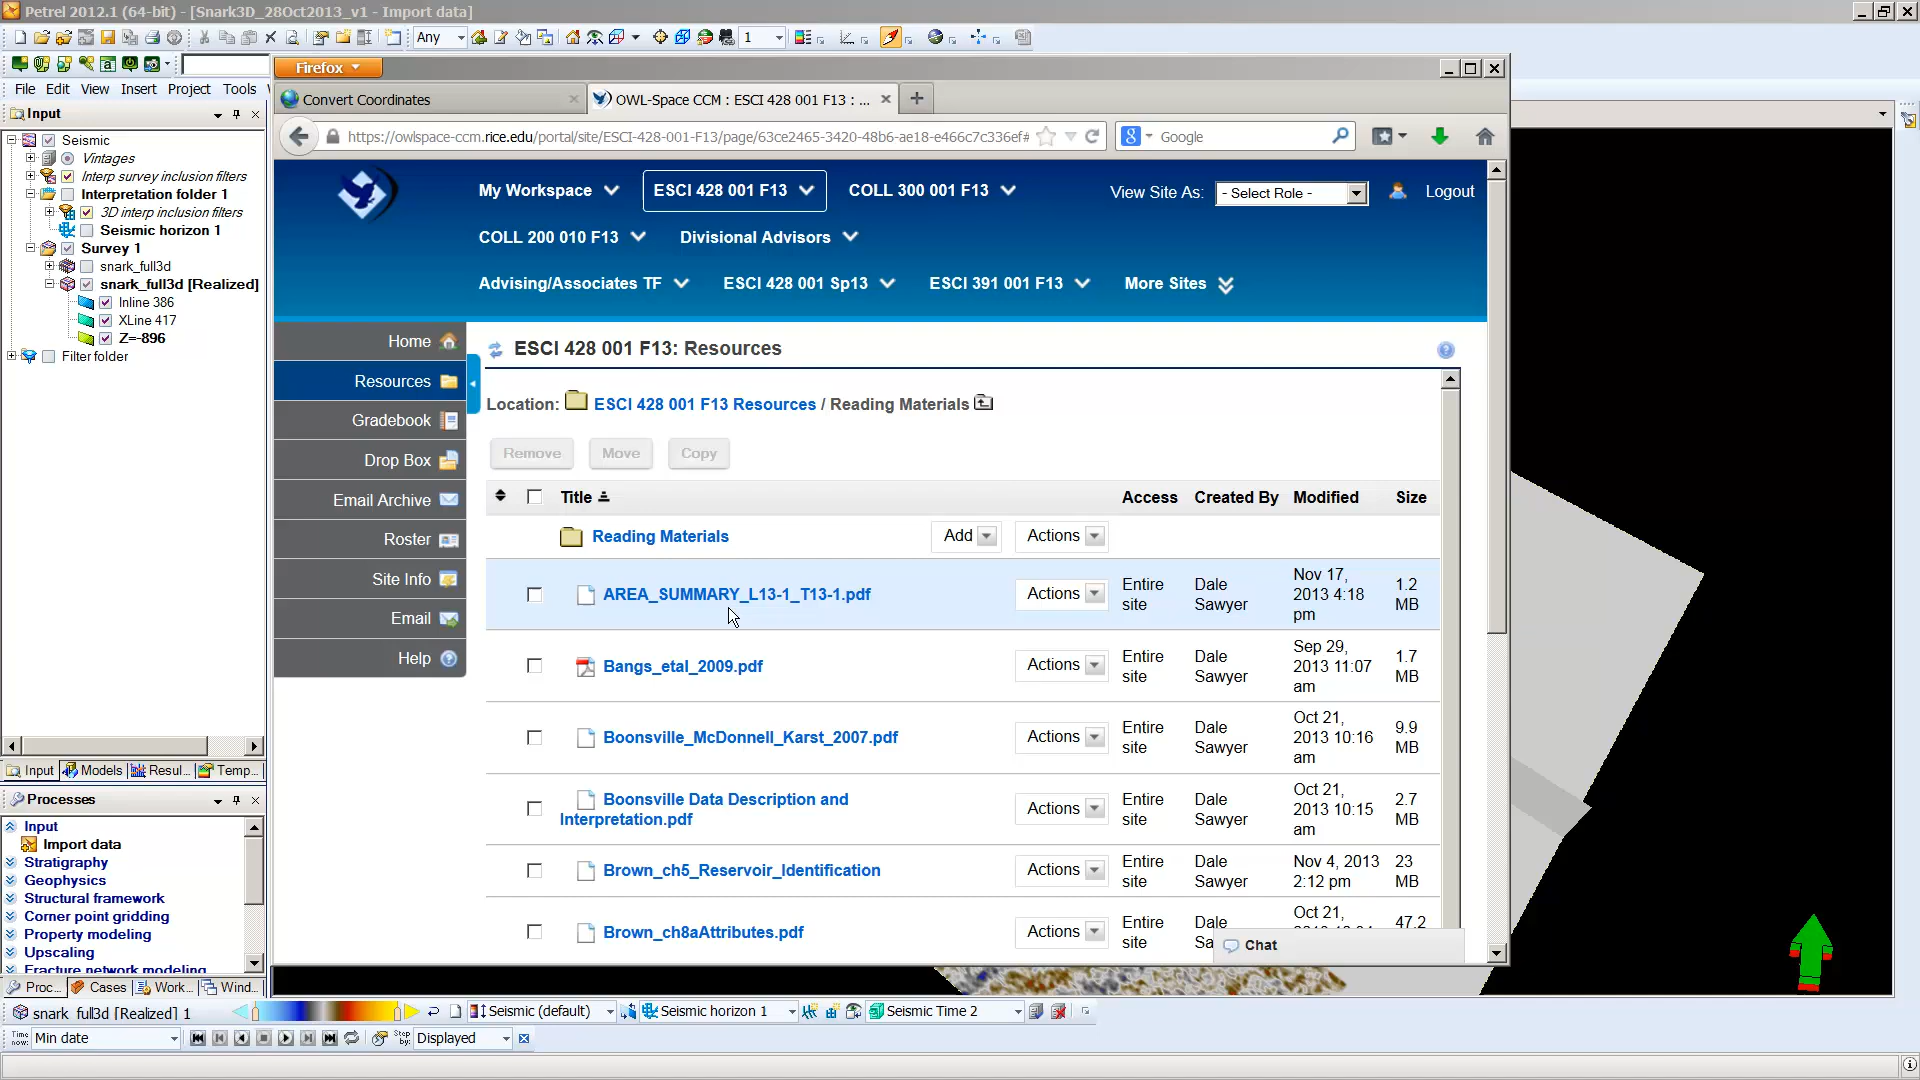 Petrel 2012.1 (64-bit) - [Snark3D_28Oct2013_v1 - Import data]
Any
1
File Edit View Insert Project Tools
Firefox
Convert Coordinates
OWL-Space CCM : ESCI 428 001 F13 : ...
https://owlspace-ccm.rice.edu/portal/site/ESCI-428-001-F13/page/63ce2465-3420-48b6-ae18-e466c7c336ef#
Google
Input
Seismic
Vintages
Interp survey inclusion filters
Interpretation folder 1
3D interp inclusion filters
Seismic horizon 1
Survey 1
snark_full3d
snark_full3d [Realized]
Inline 386
XLine 417
Z=-896
Filter folder
Input Models Resul... Temp...
Processes
Input
Import data
Stratigraphy
Geophysics
Structural framework
Corner point gridding
Property modeling
Upscaling
Fracture network modeling
Proc... Cases Work... Wind...
My Workspace ESCI 428 001 F13 COLL 300 001 F13
View Site As: - Select Role - Logout
COLL 200 010 F13 Divisional Advisors
Advising/Associates TF ESCI 428 001 Sp13 ESCI 391 001 F13 More Sites
Home
Resources
Gradebook
Drop Box
Email Archive
Roster
Site Info
Email
Help
ESCI 428 001 F13: Resources
Location: ESCI 428 001 F13 Resources / Reading Materials
Remove Move Copy
Title Access Created By Modified Size
Reading Materials Add Actions
AREA_SUMMARY_L13-1_T13-1.pdf Actions Entire site Dale Sawyer Nov 17, 2013 4:18 pm 1.2 MB
Bangs_etal_2009.pdf Actions Entire site Dale Sawyer Sep 29, 2013 11:07 am 1.7 MB
Boonsville_McDonnell_Karst_2007.pdf Actions Entire site Dale Sawyer Oct 21, 2013 10:16 am 9.9 MB
Boonsville Data Description and Interpretation.pdf Actions Entire site Dale Sawyer Oct 21, 2013 10:15 am 2.7 MB
Brown_ch5_Reservoir_Identification Actions Entire site Dale Sawyer Nov 4, 2013 2:12 pm 23 MB
Brown_ch8aAttributes.pdf Actions Entire site Dale Oct 21, 47.2
Chat
snark_full3d [Realized] 1
Seismic (default)
Seismic horizon 1
Seismic Time 2
Time now: Min date
Step by: Displayed